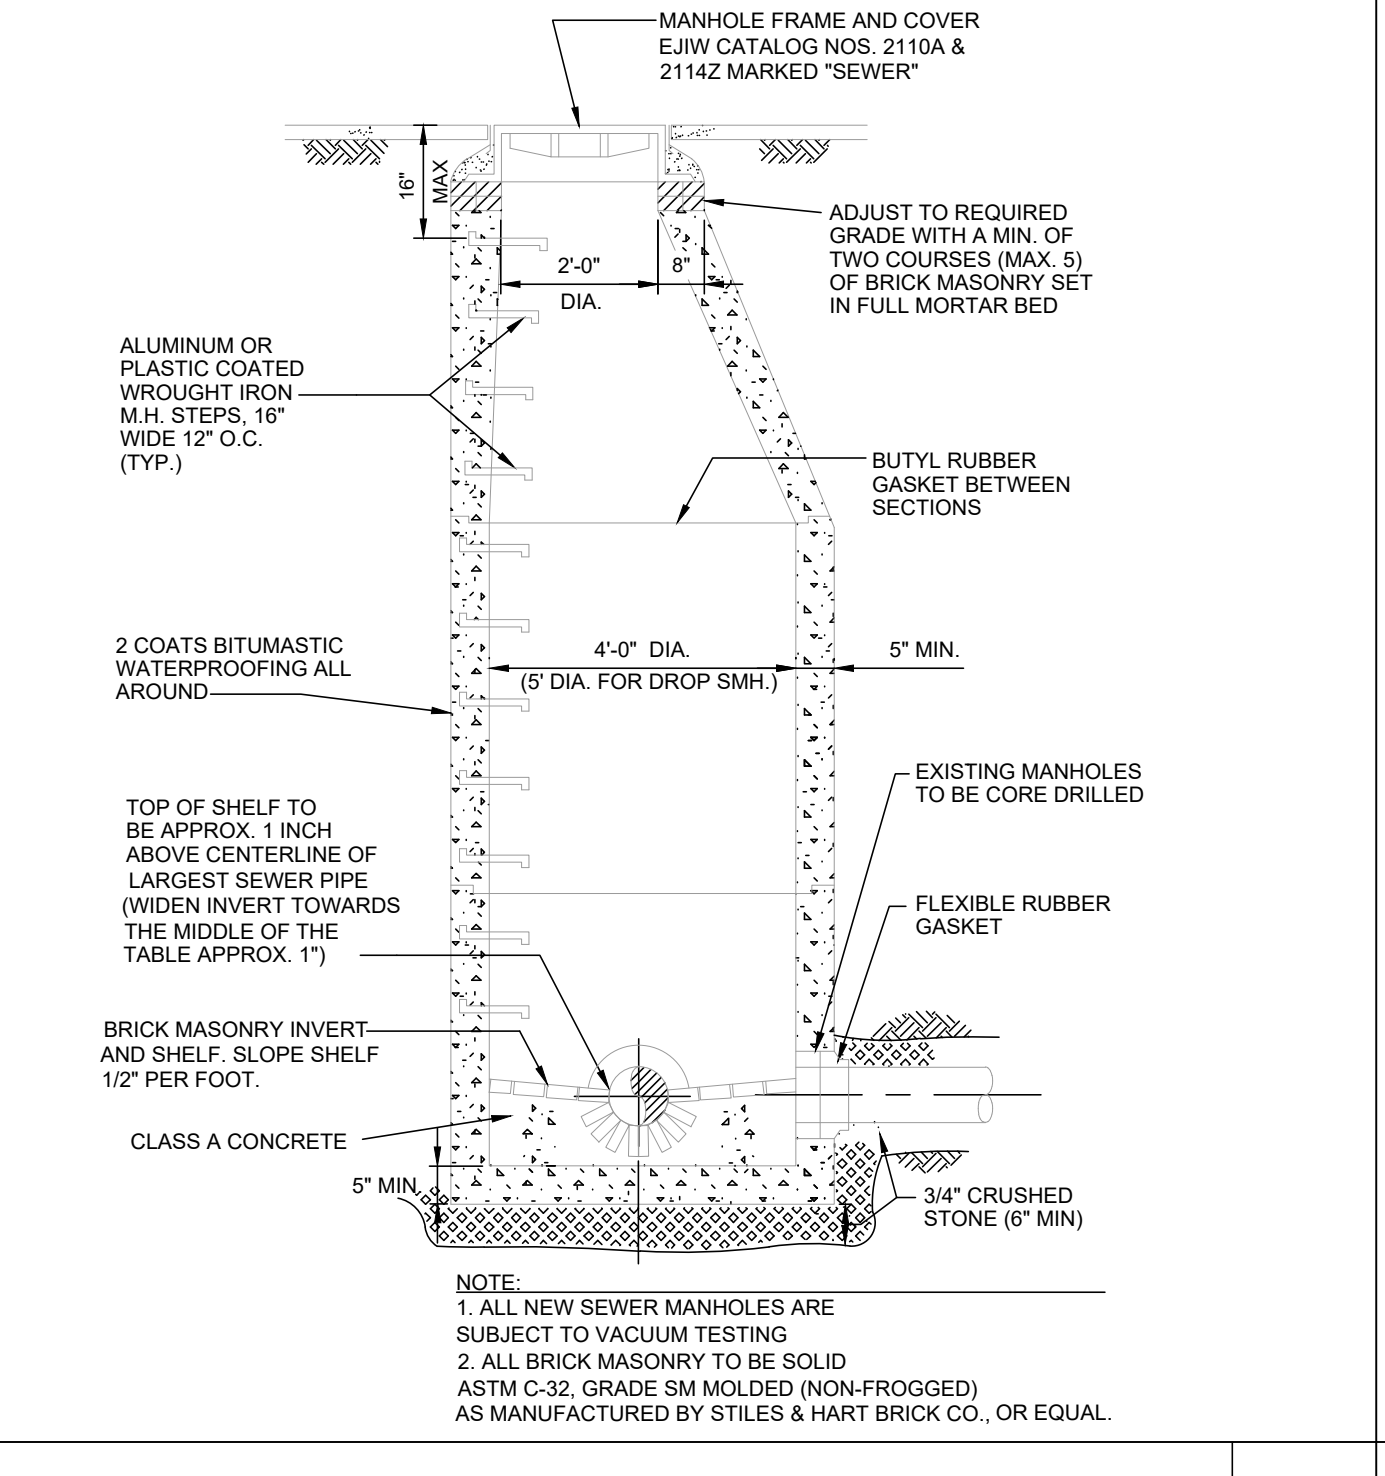 MANHOLE FRAME AND COVER
EJIW CATALOG NOS. 2110A &
2114Z MARKED "SEWER"
16"
MAX
ADJUST TO REQUIRED
GRADE WITH A MIN. OF
TWO COURSES (MAX. 5)
OF BRICK MASONRY SET
IN FULL MORTAR BED
2'-0"
DIA.
8"
ALUMINUM OR
PLASTIC COATED
WROUGHT IRON
M.H. STEPS, 16"
WIDE 12" O.C.
(TYP.)
BUTYL RUBBER
GASKET BETWEEN
SECTIONS
2 COATS BITUMASTIC
WATERPROOFING ALL
AROUND
4'-0" DIA.
(5' DIA. FOR DROP SMH.)
5" MIN.
EXISTING MANHOLES
TO BE CORE DRILLED
TOP OF SHELF TO
BE APPROX. 1 INCH
ABOVE CENTERLINE OF
LARGEST SEWER PIPE
(WIDEN INVERT TOWARDS
THE MIDDLE OF THE
TABLE APPROX. 1")
FLEXIBLE RUBBER
GASKET
BRICK MASONRY INVERT
AND SHELF. SLOPE SHELF
1/2" PER FOOT.
CLASS A CONCRETE
5" MIN
3/4" CRUSHED
STONE (6" MIN)
NOTE:
1. ALL NEW SEWER MANHOLES ARE
SUBJECT TO VACUUM TESTING
2. ALL BRICK MASONRY TO BE SOLID
ASTM C-32, GRADE SM MOLDED (NON-FROGGED)
AS MANUFACTURED BY STILES & HART BRICK CO., OR EQUAL.